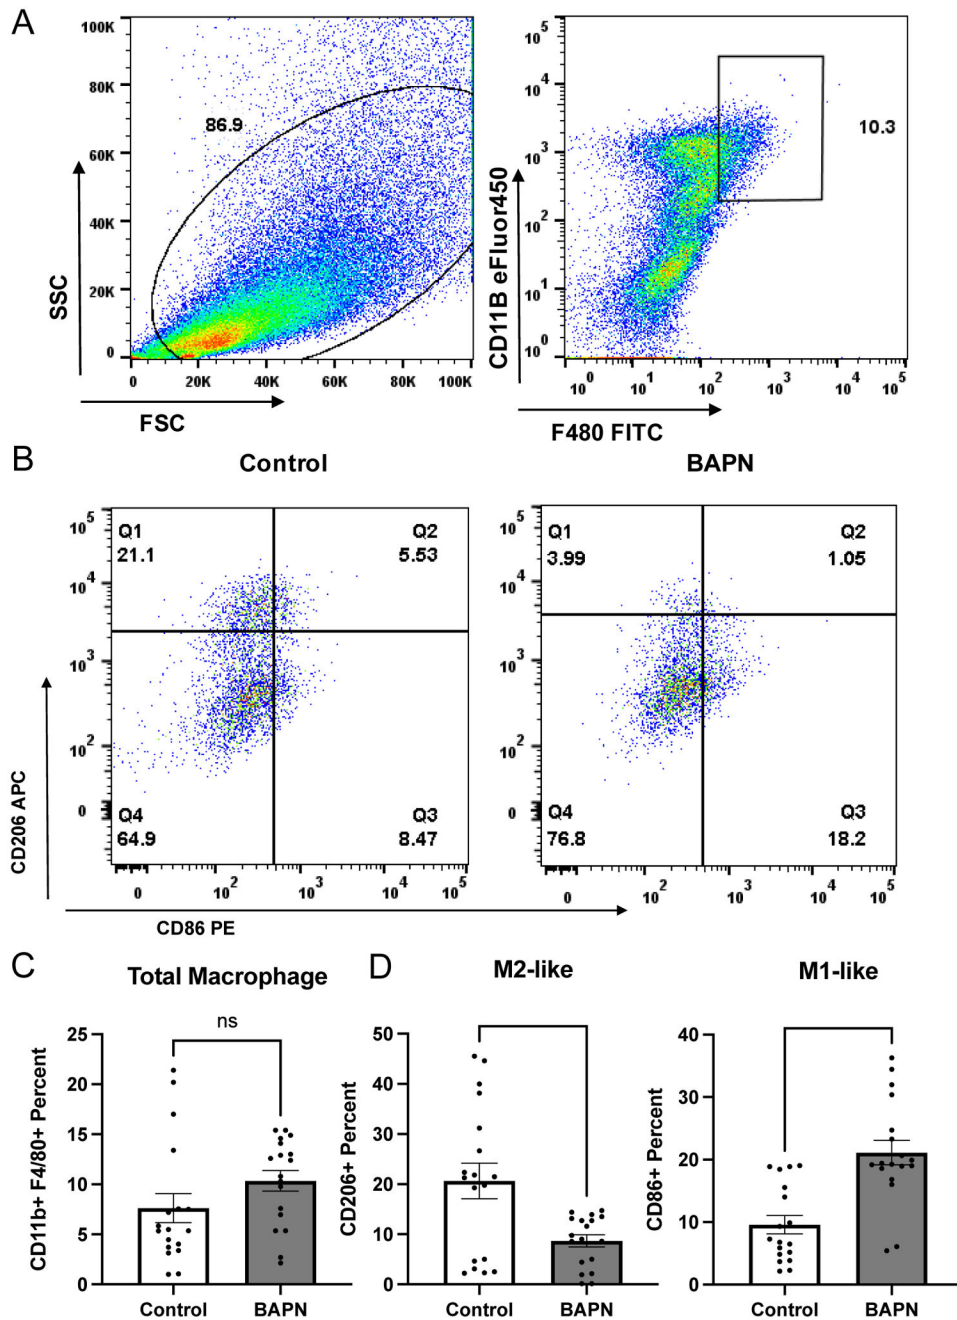 A
100K
80K
60K
40K
20K
0
86.9
SSC
0 20K 40K 60K 80K 100K
FSC
10^5
10^4
10^3
10^2
10^1
10^0
10.3
CD11B eFluor450
10^0 10^1 10^2 10^3 10^4 10^5
F480 FITC
B
Control
BAPN
10^5
10^4
10^3
10^2
0
Q1
21.1
Q2
5.53
Q4
64.9
Q3
8.47
0 10^2 10^3 10^4 10^5
10^5
10^4
10^3
10^2
0
Q1
3.99
Q2
1.05
Q4
76.8
Q3
18.2
0 10^2 10^3 10^4 10^5
CD206 APC
CD86 PE
C
Total Macrophage
ns
25
20
15
10
5
0
CD11b+ F4/80+ Percent
Control BAPN
D
M2-like
50
40
30
20
10
0
CD206+ Percent
Control BAPN
M1-like
40
30
20
10
0
CD86+ Percent
Control BAPN